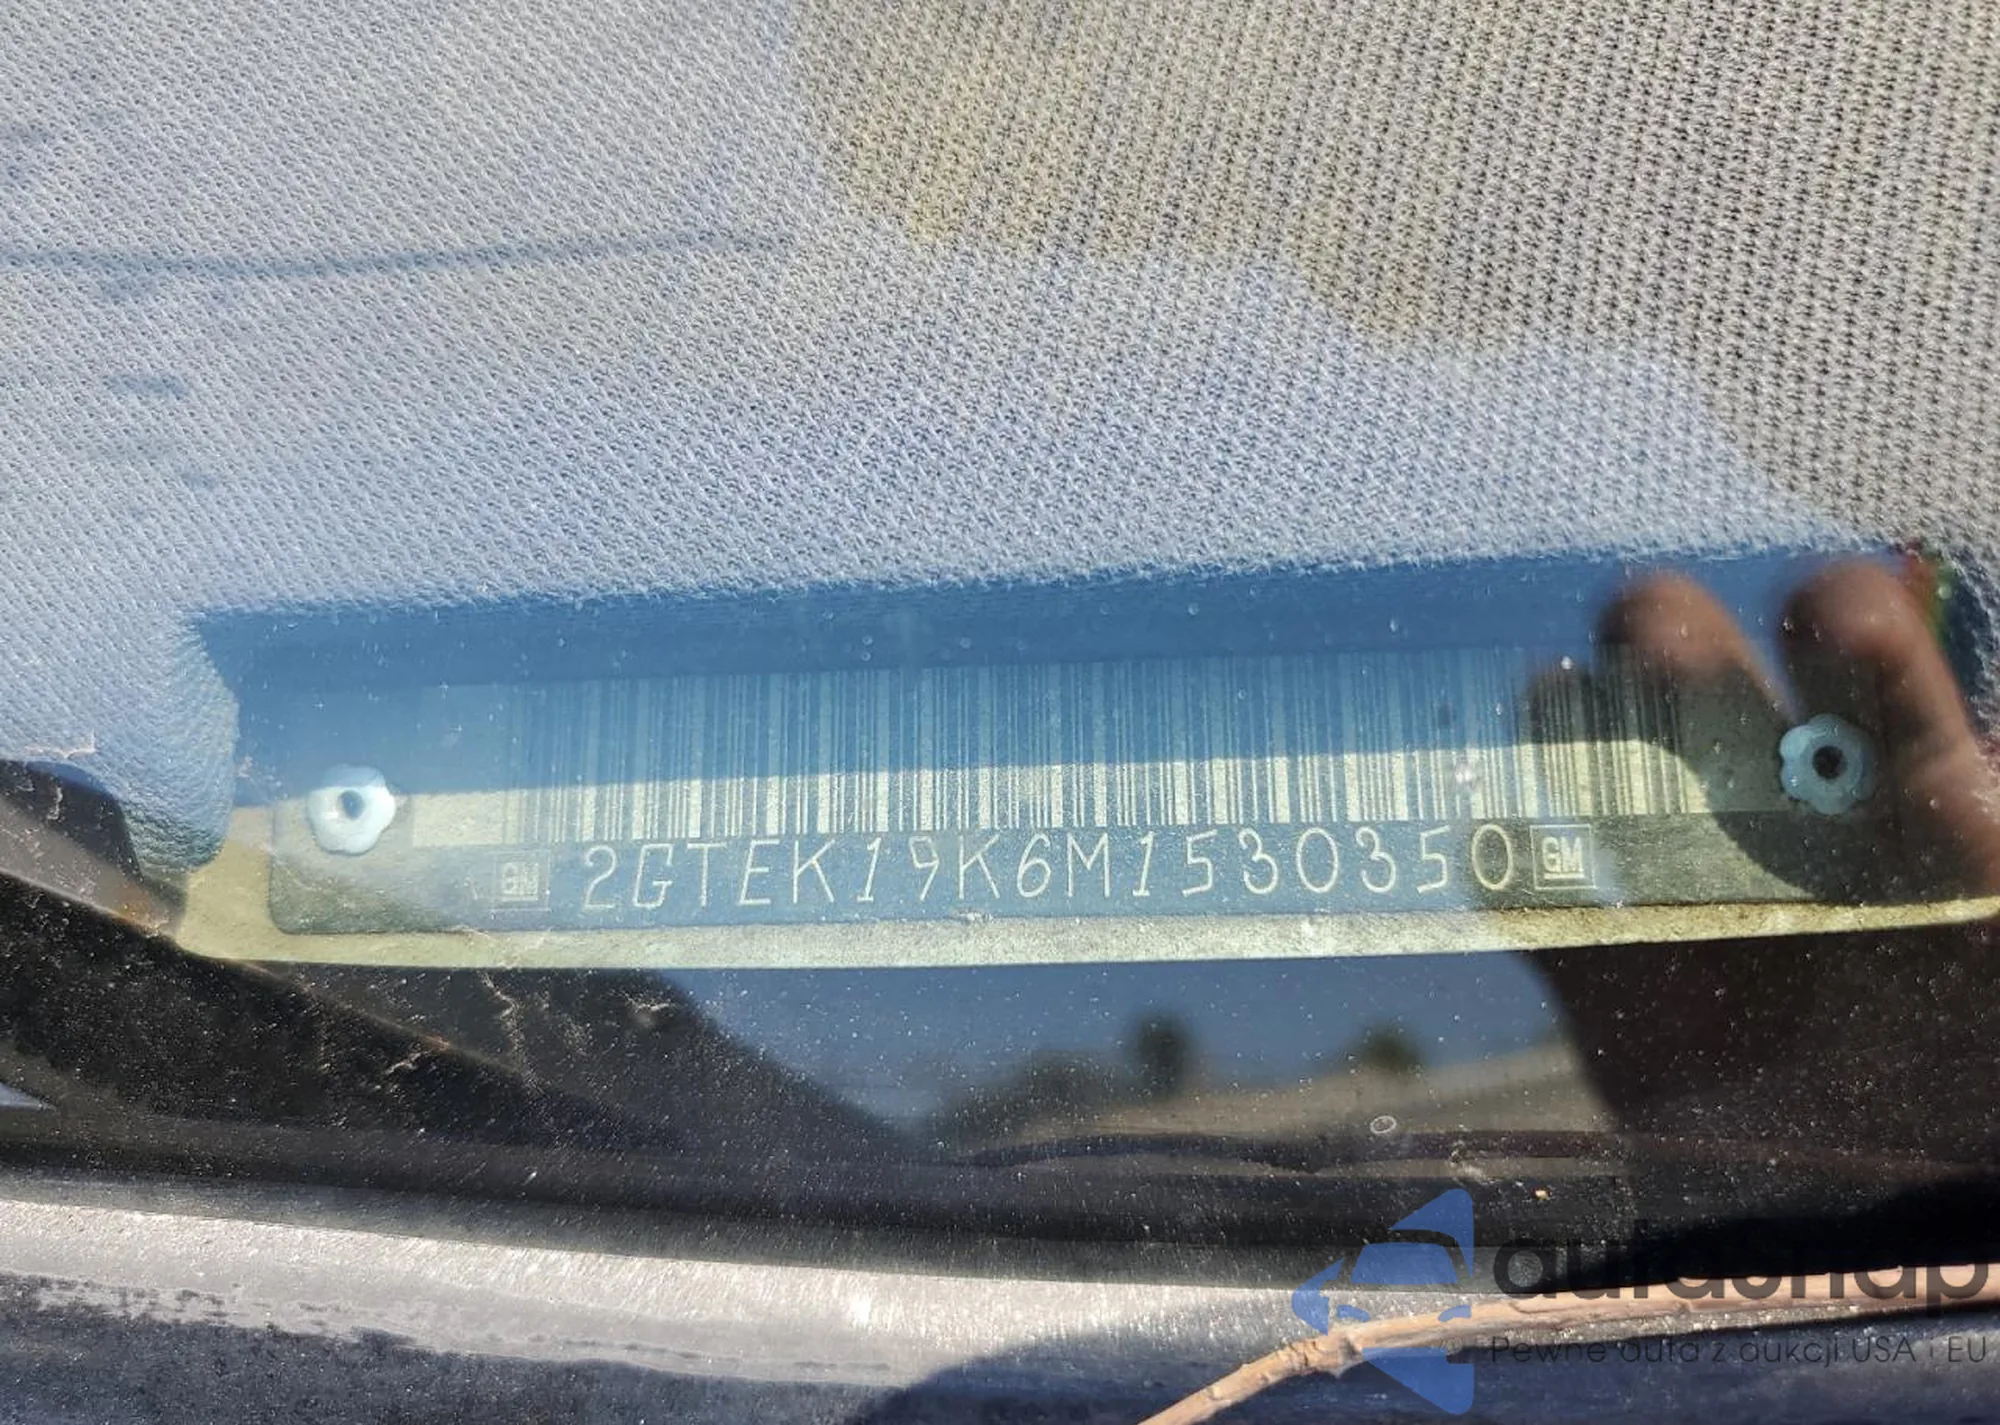 GM 2GTEK19K6M1530350 GM
autosnap
Pewne auta z aukcji USA i EU